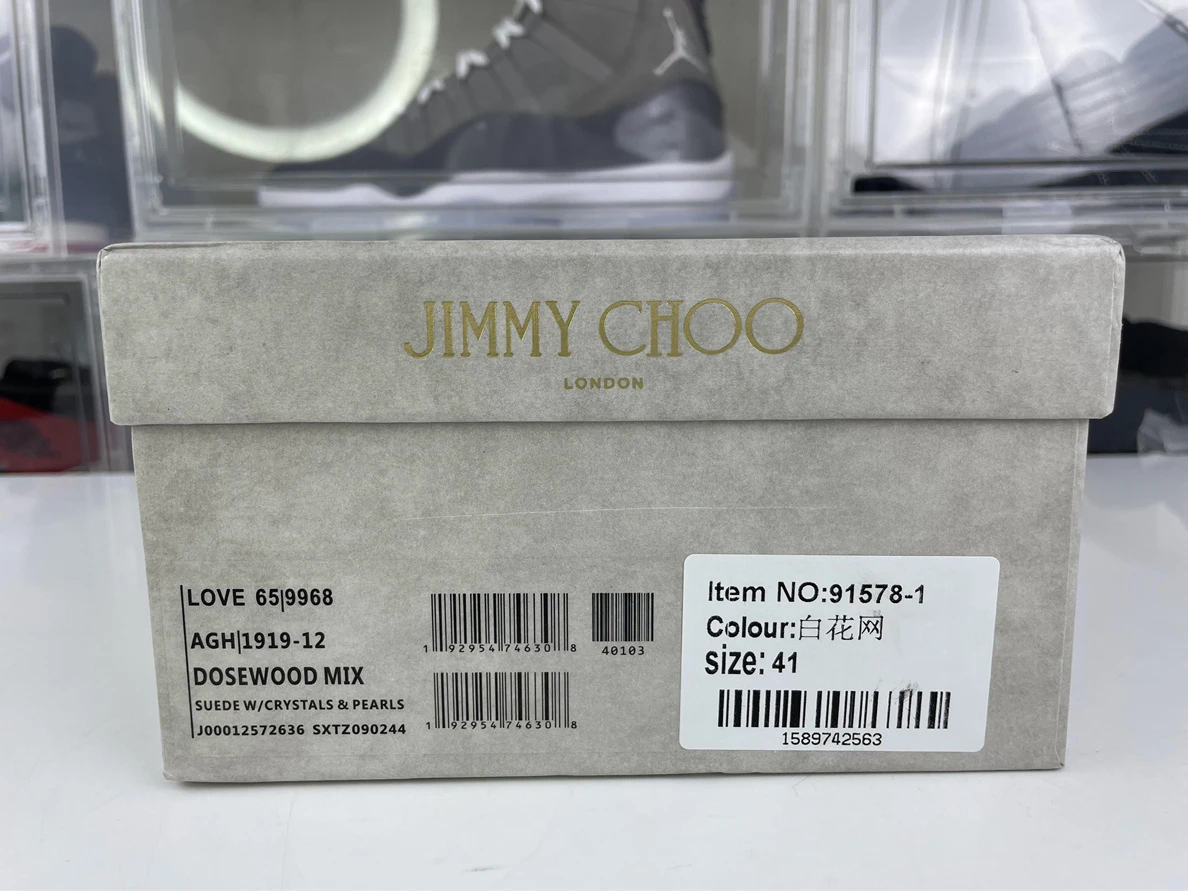 JIMMY CHOO
LONDON
LOVE 65|9968
AGH|1919-12
DOSEWOOD MIX
SUEDE W/CRYSTALS & PEARLS
J00012572636 SXTZ090244
1 92954 74630 8
40103
1 92954 74630 8
Item NO:91578-1
Colour:白花网
size: 41
1589742563